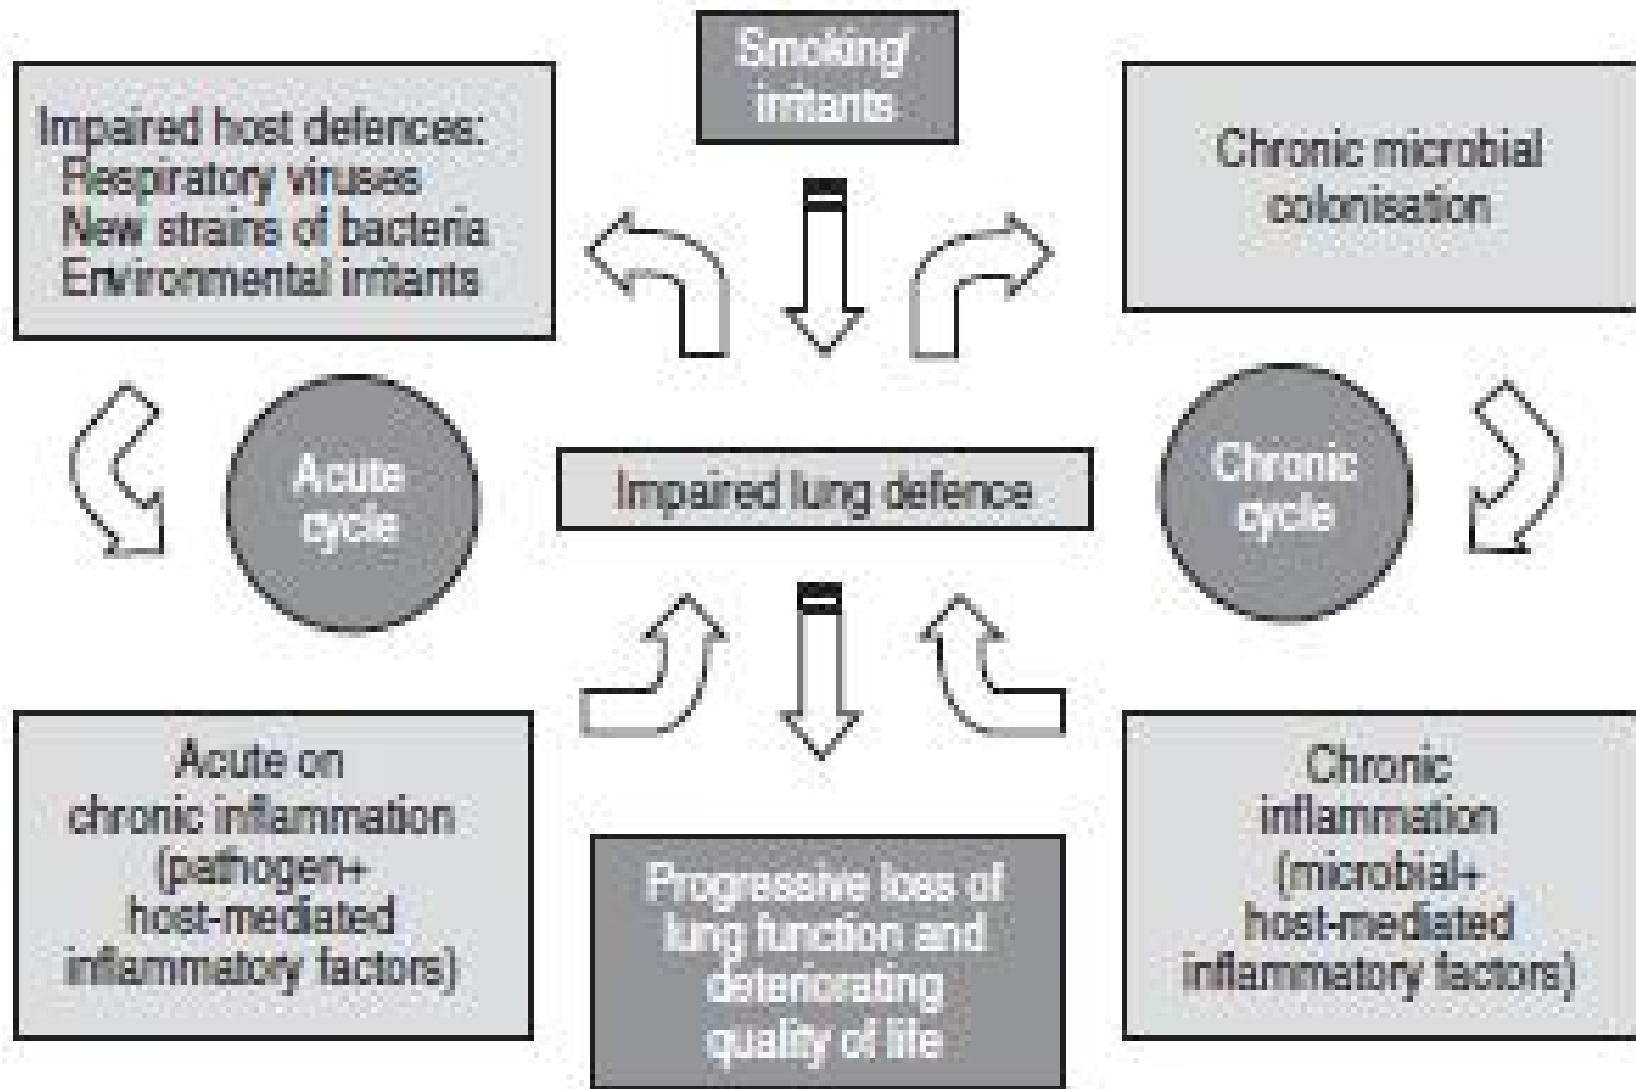 Smoking/
irritants
Impaired host defences:
Respiratory viruses
New strains of bacteria
Environmental irritants
Chronic microbial
colonisation
Acute
cycle
Impaired lung defence
Chronic
cycle
Acute on
chronic inflammation
(pathogen+
host-mediated
inflammatory factors)
Progressive loss of
lung function and
deteriorating
quality of life
Chronic
inflammation
(microbial+
host-mediated
inflammatory factors)